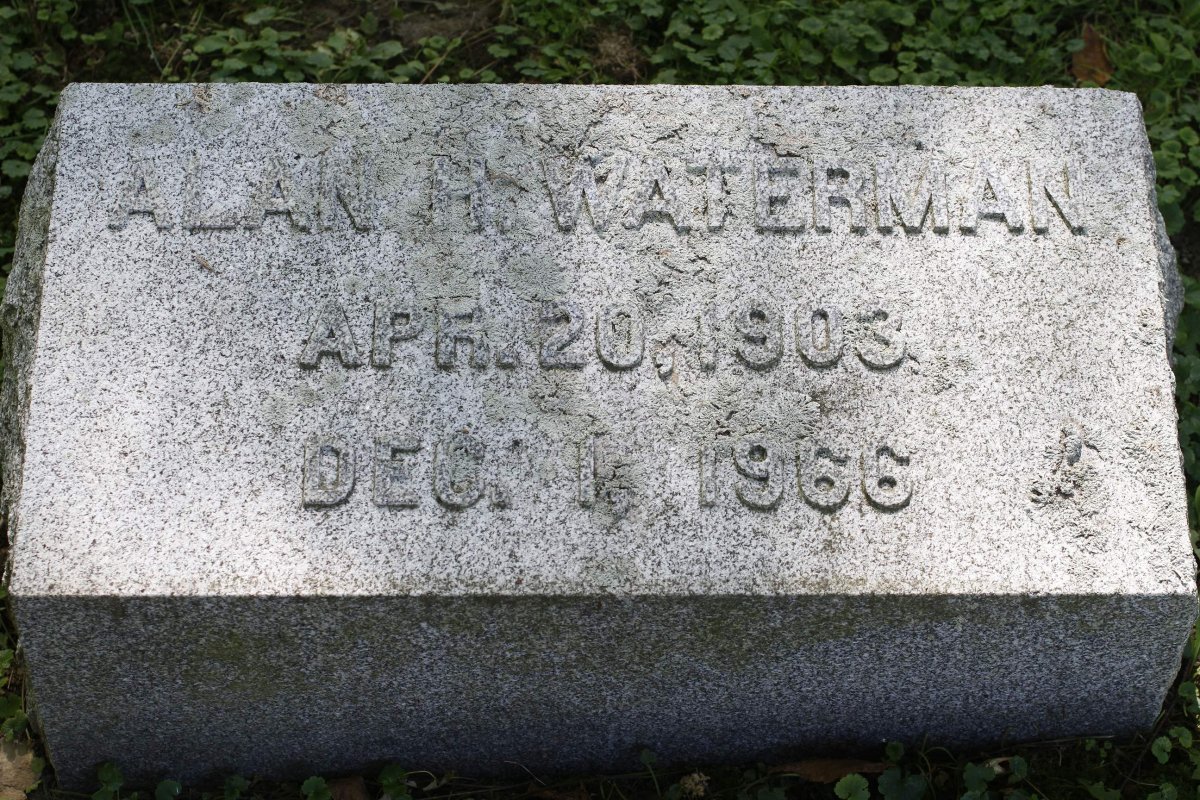 ALAN H. WATERMAN
APR. 20, 1903
DEC. 1 1966